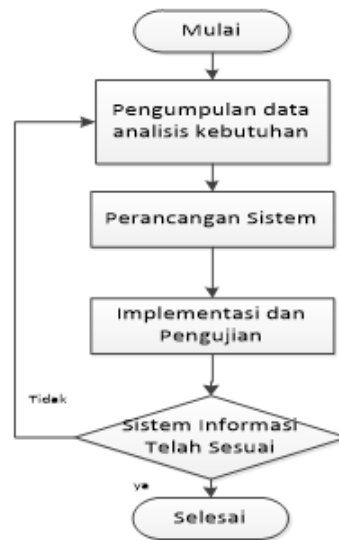 Mulai
Pengumpulan data
analisis kebutuhan
Perancangan Sistem
Implementasi dan
Pengujian
Tidak
Sistem Informasi
Telah Sesuai
ya
Selesai